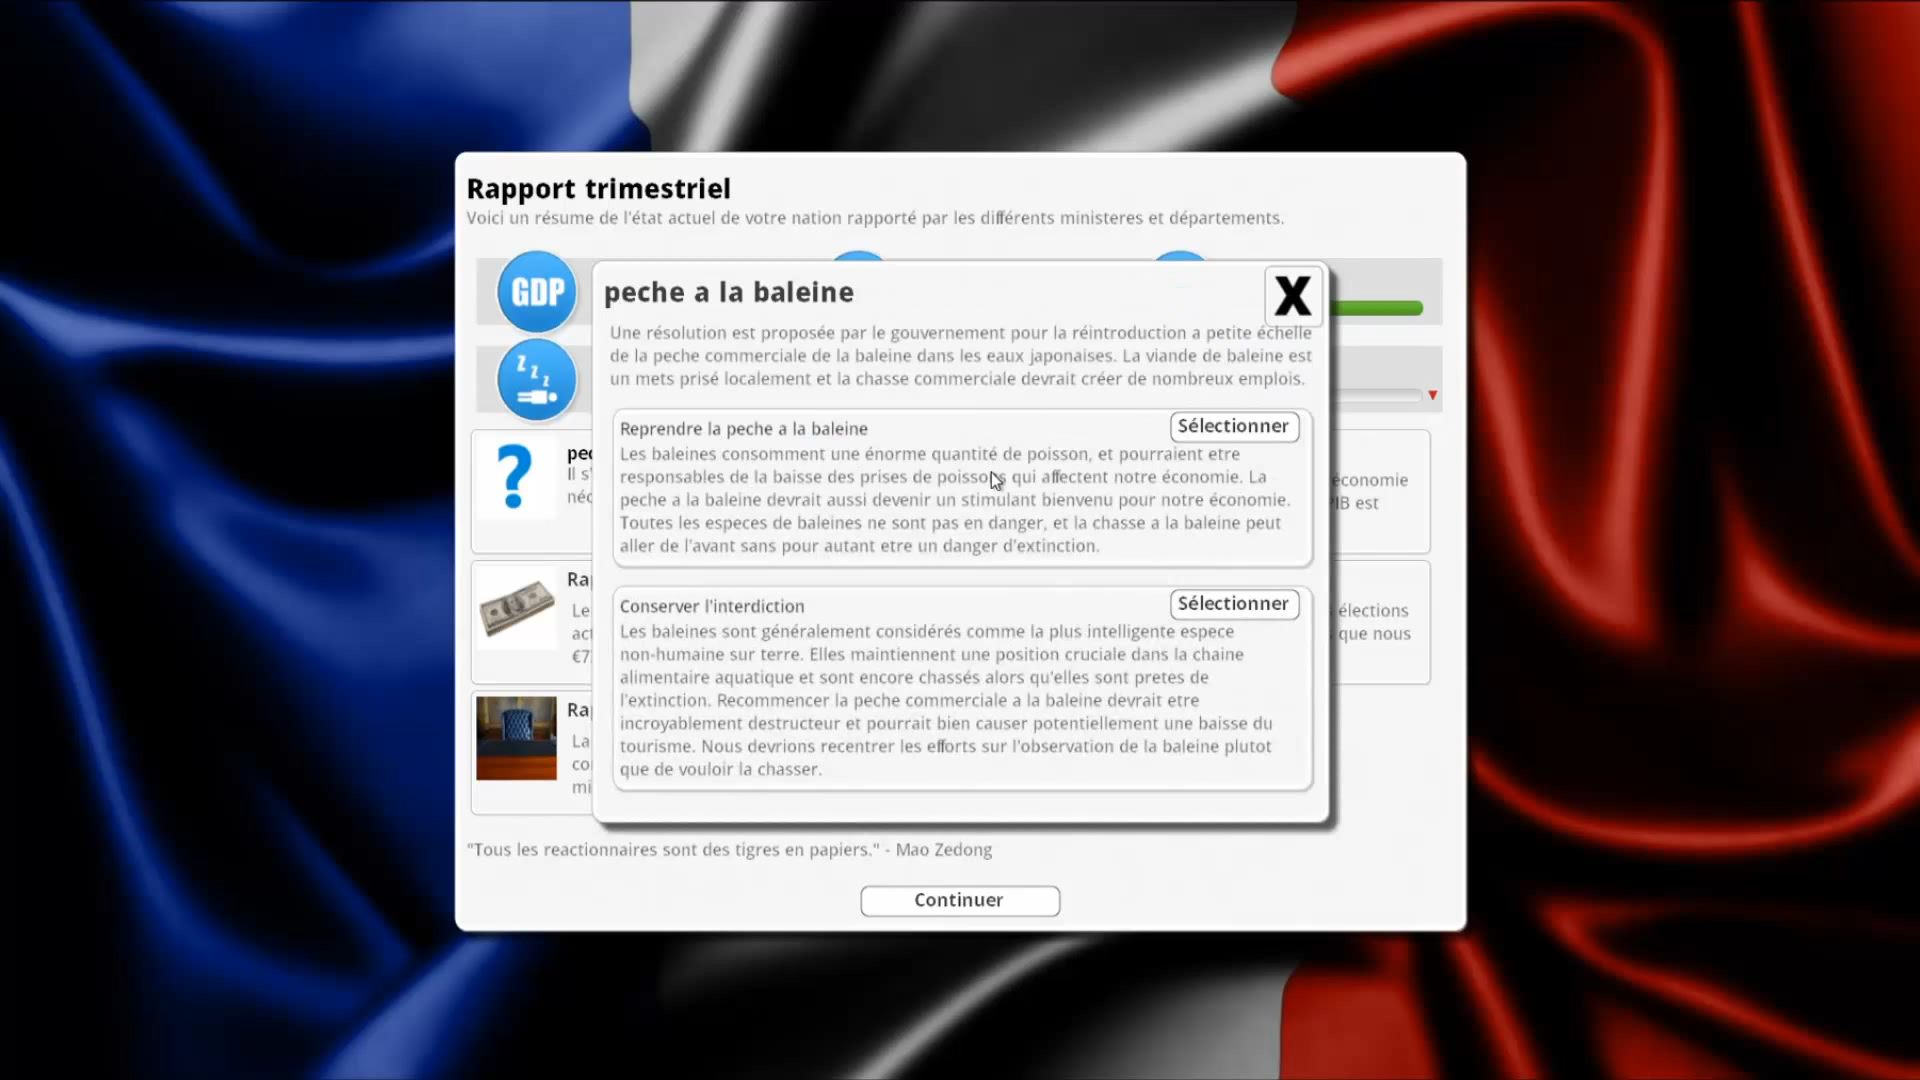 Rapport trimestriel
Voici un résume de l'état actuel de votre nation rapporté par les différents ministeres et départements.
GDP
peche a la baleine
X
Une résolution est proposée par le gouvernement pour la réintroduction a petite échelle
de la peche commerciale de la baleine dans les eaux japonaises. La viande de baleine est
un mets prisé localement et la chasse commerciale devrait créer de nombreux emplois.
z z z
Reprendre la peche a la baleine
Sélectionner
Les baleines consomment une énorme quantité de poisson, et pourraient etre
responsables de la baisse des prises de poissons qui affectent notre économie. La
peche a la baleine devrait aussi devenir un stimulant bienvenu pour notre économie.
Toutes les especes de baleines ne sont pas en danger, et la chasse a la baleine peut
aller de l'avant sans pour autant etre un danger d'extinction.
?
pec
Il s'
néc
économie
IB est
Conserver l'interdiction
Sélectionner
Les baleines sont généralement considérés comme la plus intelligente espece
non-humaine sur terre. Elles maintiennent une position cruciale dans la chaine
alimentaire aquatique et sont encore chassés alors qu'elles sont pretes de
l'extinction. Recommencer la peche commerciale a la baleine devrait etre
incroyablement destructeur et pourrait bien causer potentiellement une baisse du
tourisme. Nous devrions recentrer les efforts sur l'observation de la baleine plutot
que de vouloir la chasser.
Ra
Le
act
€7
élections
que nous
Ra
La
co
mi
"Tous les reactionnaires sont des tigres en papiers." - Mao Zedong
Continuer